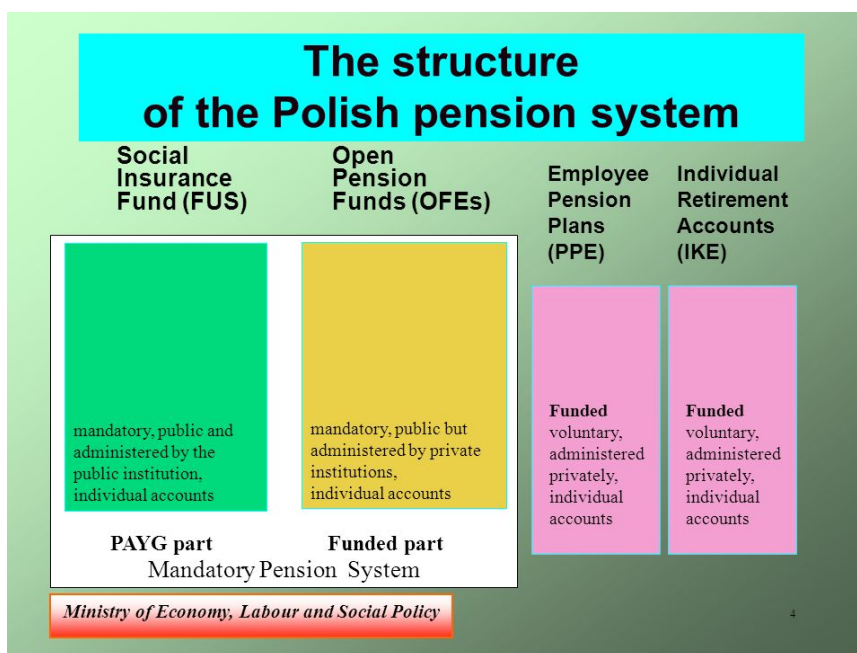 The structure
of the Polish pension system
Social
Insurance
Fund (FUS)
Open
Pension
Funds (OFEs)
Employee
Pension
Plans
(PPE)
Individual
Retirement
Accounts
(IKE)
mandatory, public and
administered by the
public institution,
individual accounts
mandatory, public but
administered by private
institutions,
individual accounts
Funded
voluntary,
administered
privately,
individual
accounts
Funded
voluntary,
administered
privately,
individual
accounts
PAYG part
Funded part
Mandatory Pension System
Ministry of Economy, Labour and Social Policy
4